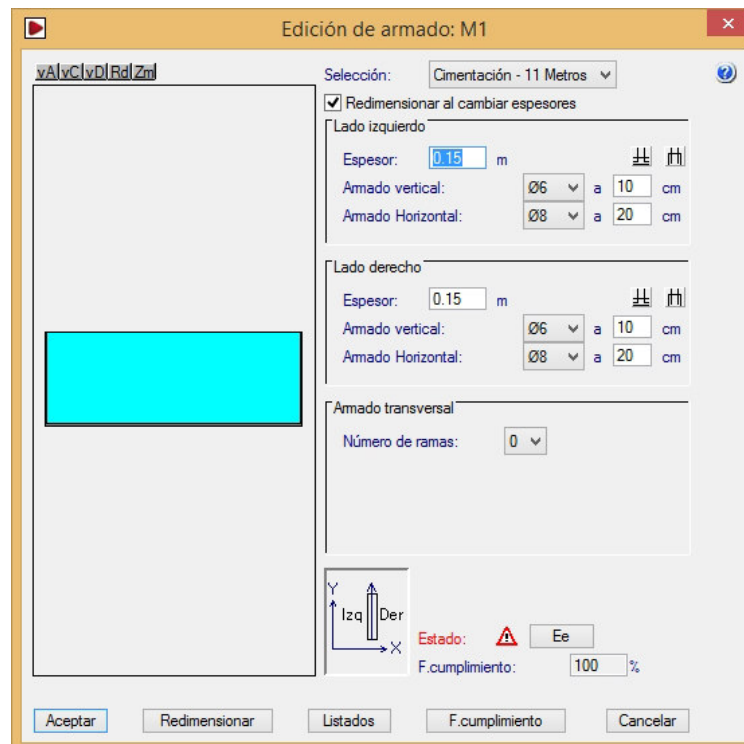 Edición de armado: M1
vA vC vD Rd Zm
Selección: Cimentación - 11 Metros
Redimensionar al cambiar espesores
Lado izquierdo
Espesor: 0.15 m
Armado vertical: Ø6 a 10 cm
Armado Horizontal: Ø8 a 20 cm
Lado derecho
Espesor: 0.15 m
Armado vertical: Ø6 a 10 cm
Armado Horizontal: Ø8 a 20 cm
Armado transversal
Número de ramas: 0
Y
Izq Der
X
Estado: Ee
F.cumplimiento: 100 %
Aceptar Redimensionar Listados F.cumplimiento Cancelar